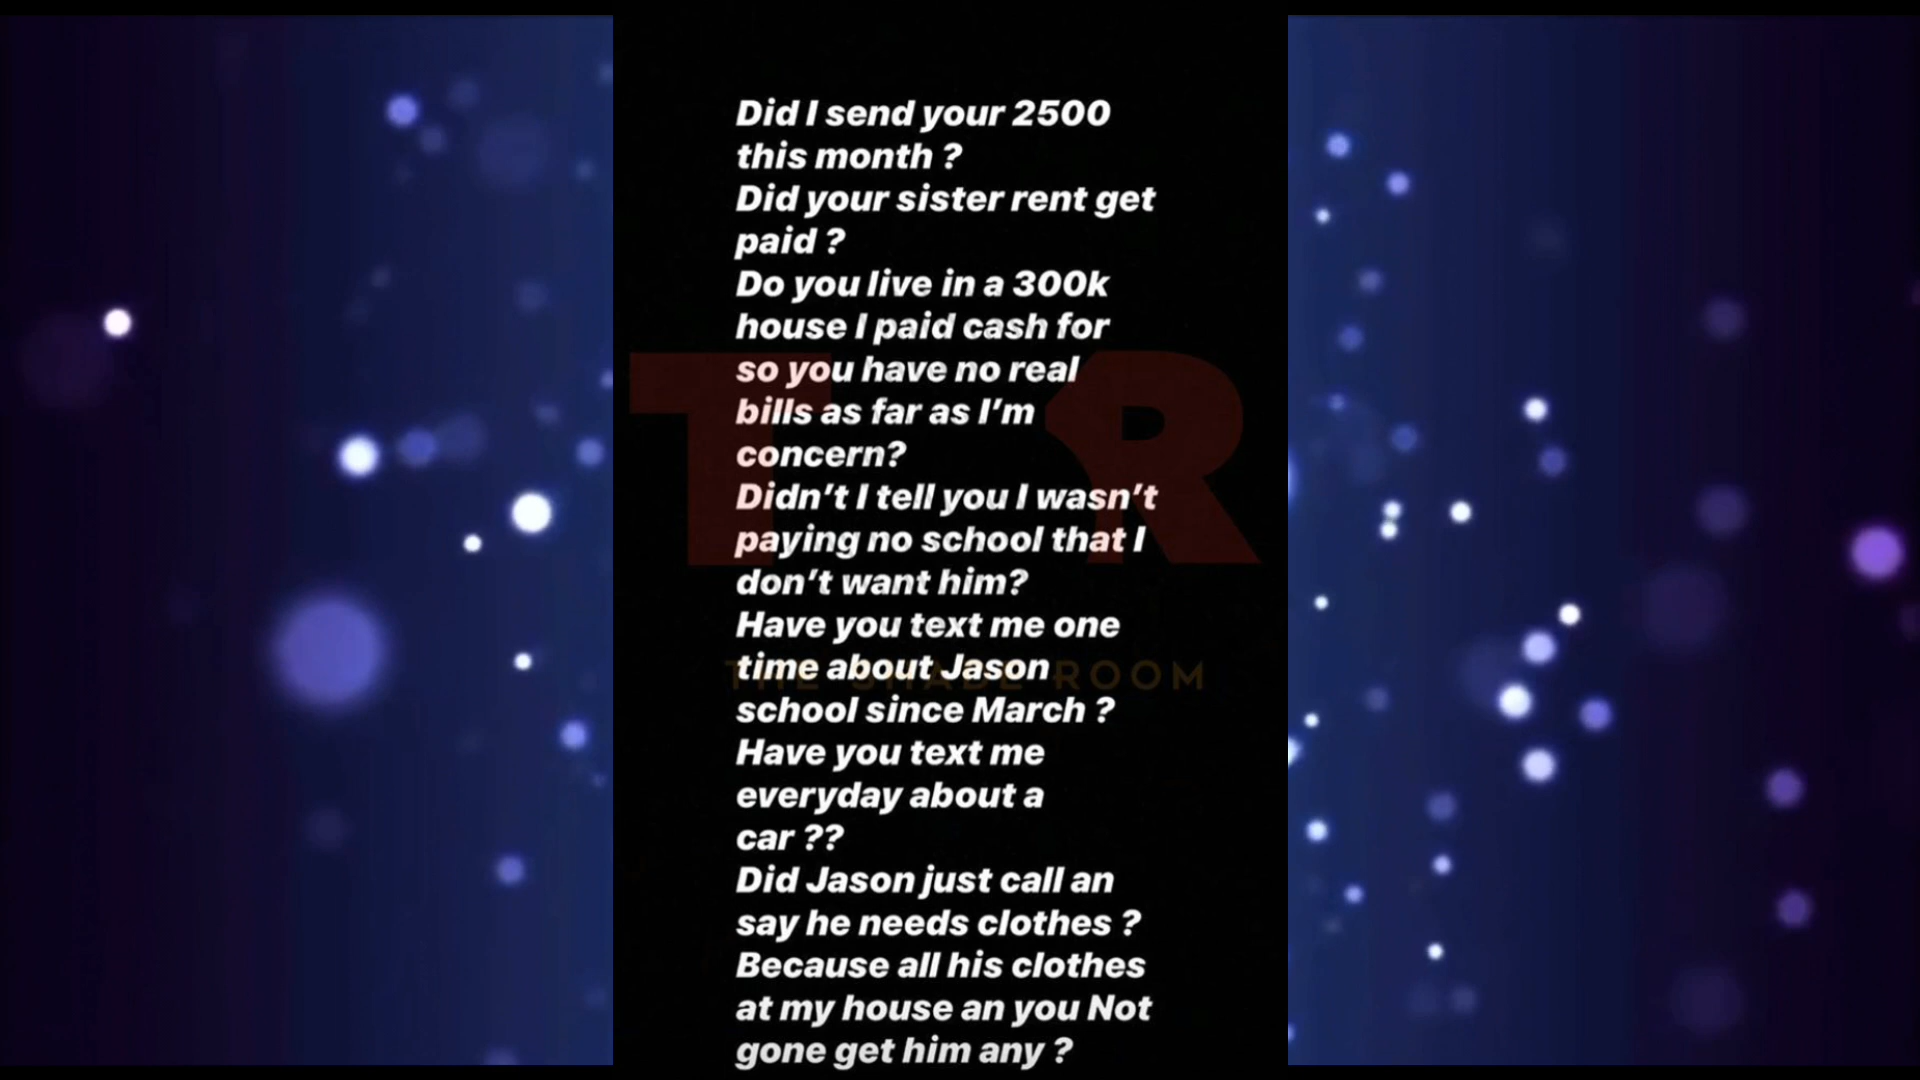 Did I send your 2500
this month ?
Did your sister rent get
paid ?
Do you live in a 300k
house I paid cash for
so you have no real
bills as far as I’m
concern?
Didn’t I tell you I wasn’t
paying no school that I
don’t want him?
Have you text me one
time about Jason
school since March ?
Have you text me
everyday about a
car ??
Did Jason just call an
say he needs clothes ?
Because all his clothes
at my house an you Not
gone get him any ?
T R
THE SHADE ROOM